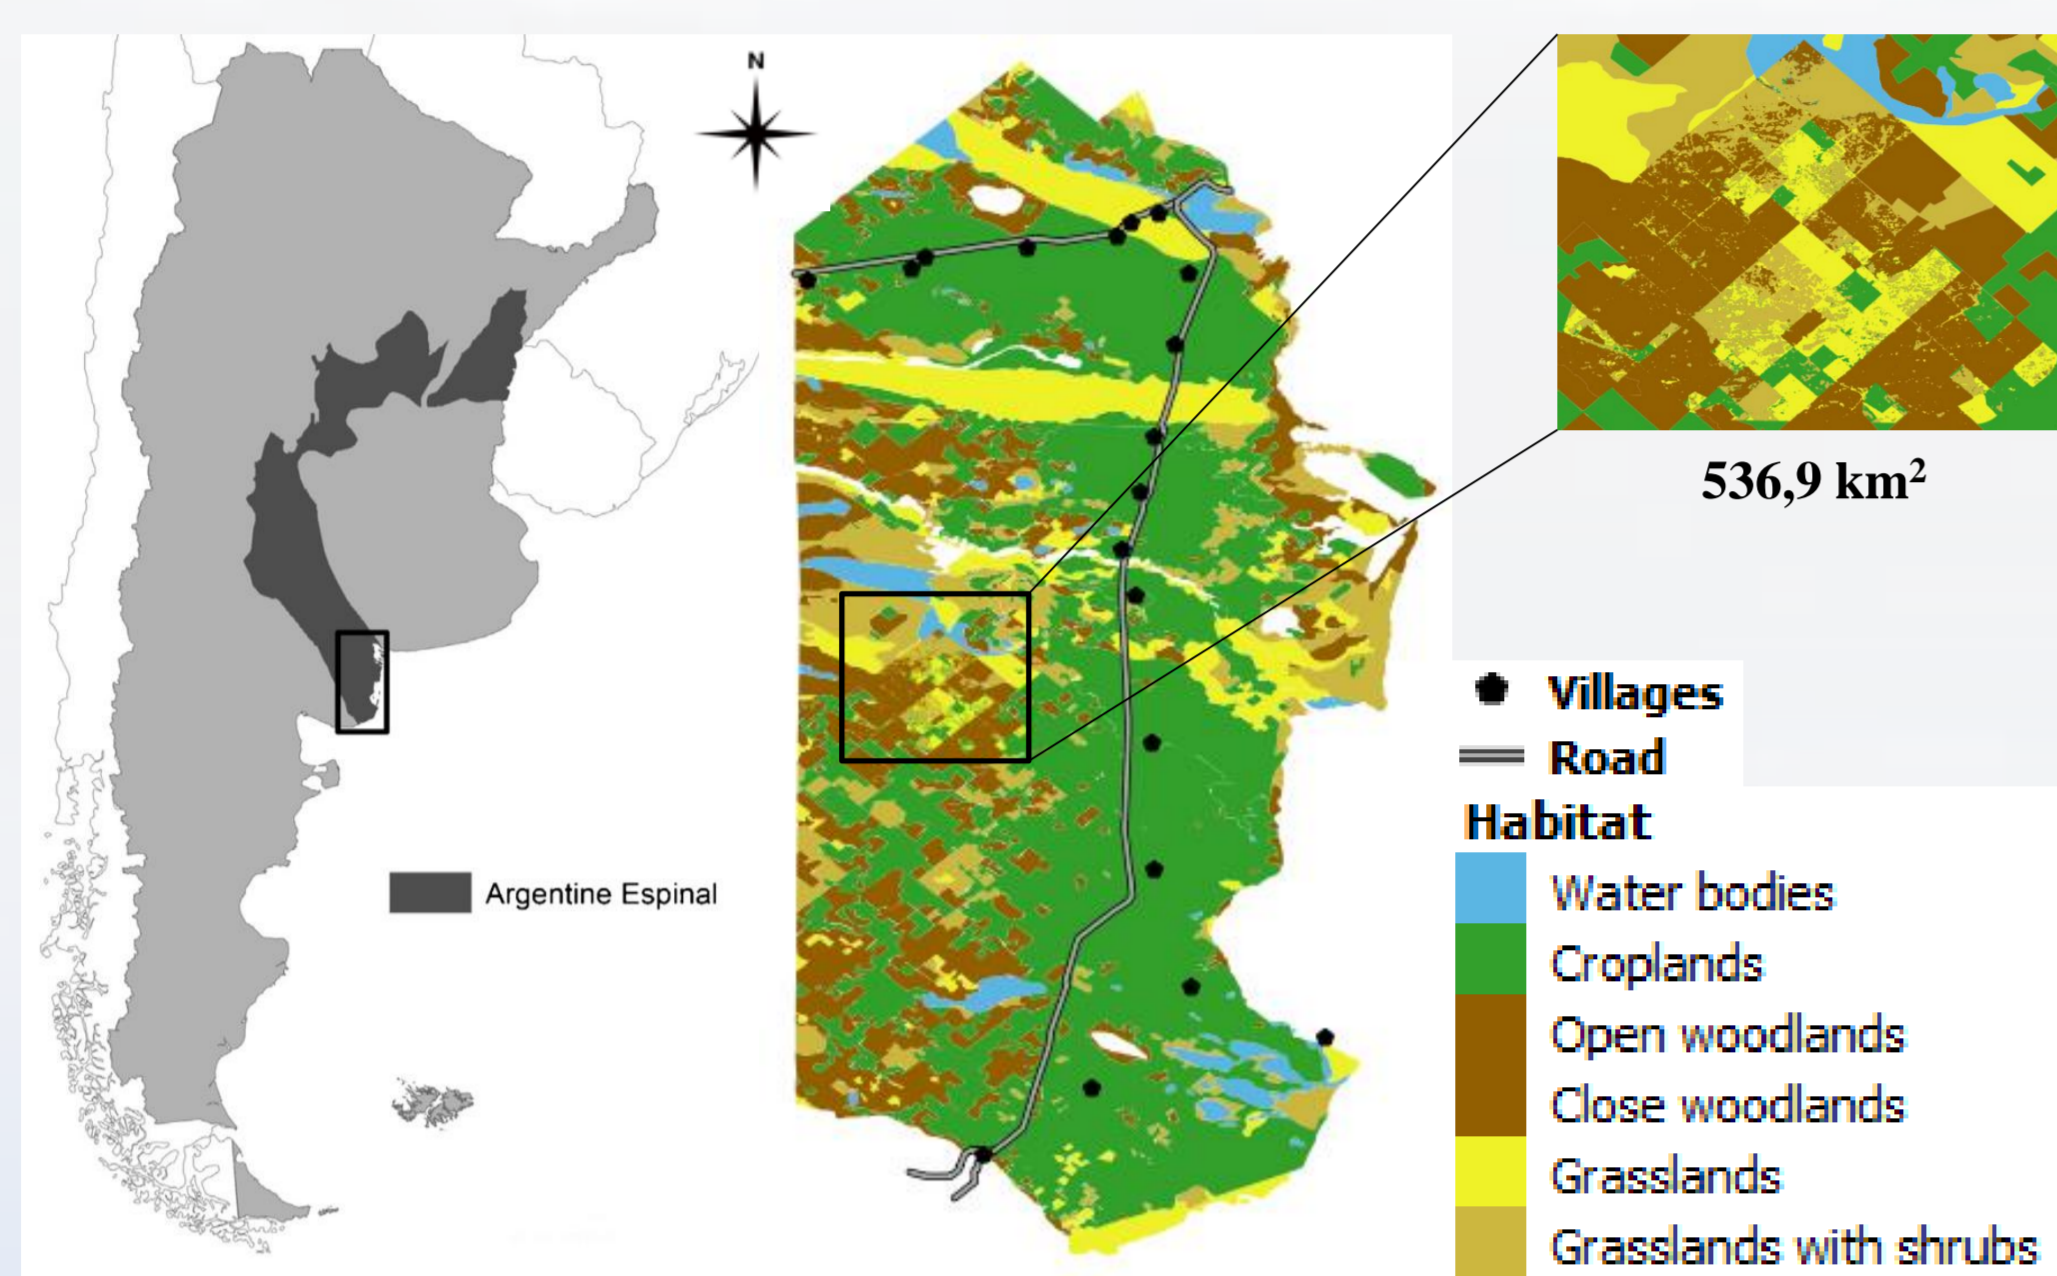 N
Argentine Espinal
536,9 km²
Villages
Road
Habitat
Water bodies
Croplands
Open woodlands
Close woodlands
Grasslands
Grasslands with shrubs